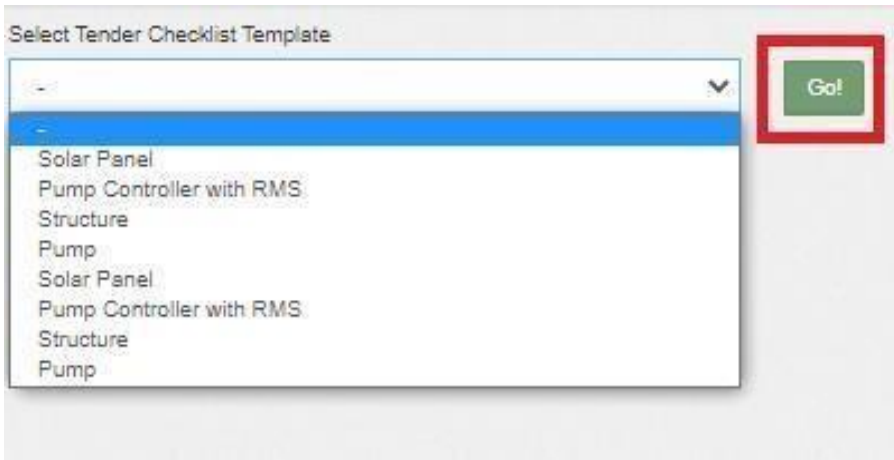 Select Tender Checklist Template
-
Go!
-
Solar Panel
Pump Controller with RMS
Structure
Pump
Solar Panel
Pump Controller with RMS
Structure
Pump